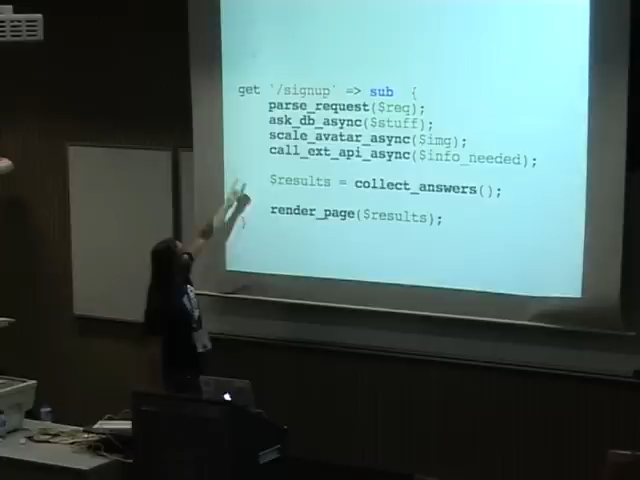 get '/signup' => sub {
parse_request($req);
ask_db_async($stuff);
scale_avatar_async($img);
call_ext_api_async($info_needed);
$results = collect_answers();
render_page($results);
}